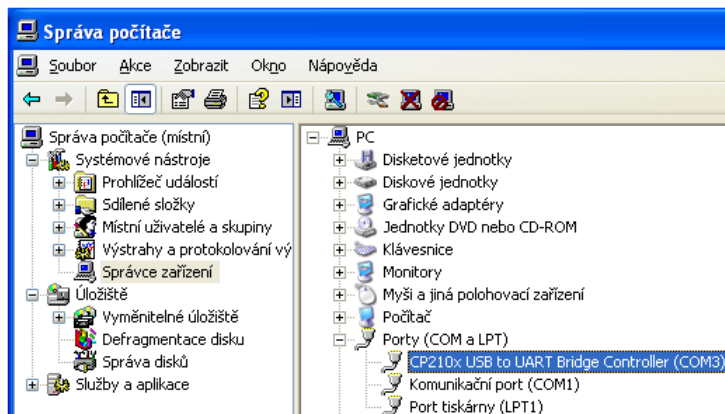 Správa počítače
Soubor Akce Zobrazit Okno Nápověda
Správa počítače (místní)
Systémové nástroje
Prohlížeč událostí
Sdílené složky
Místní uživatelé a skupiny
Výstrahy a protokolování vý
Správce zařízení
Úložiště
Vyměnitelné úložiště
Defragmentace disku
Správa disků
Služby a aplikace
PC
Disketové jednotky
Diskové jednotky
Grafické adaptéry
Jednotky DVD nebo CD-ROM
Klávesnice
Monitory
Myši a jiná polohovací zařízení
Počítač
Porty (COM a LPT)
CP210x USB to UART Bridge Controller (COM3)
Komunikační port (COM1)
Port tiskárny (LPT1)